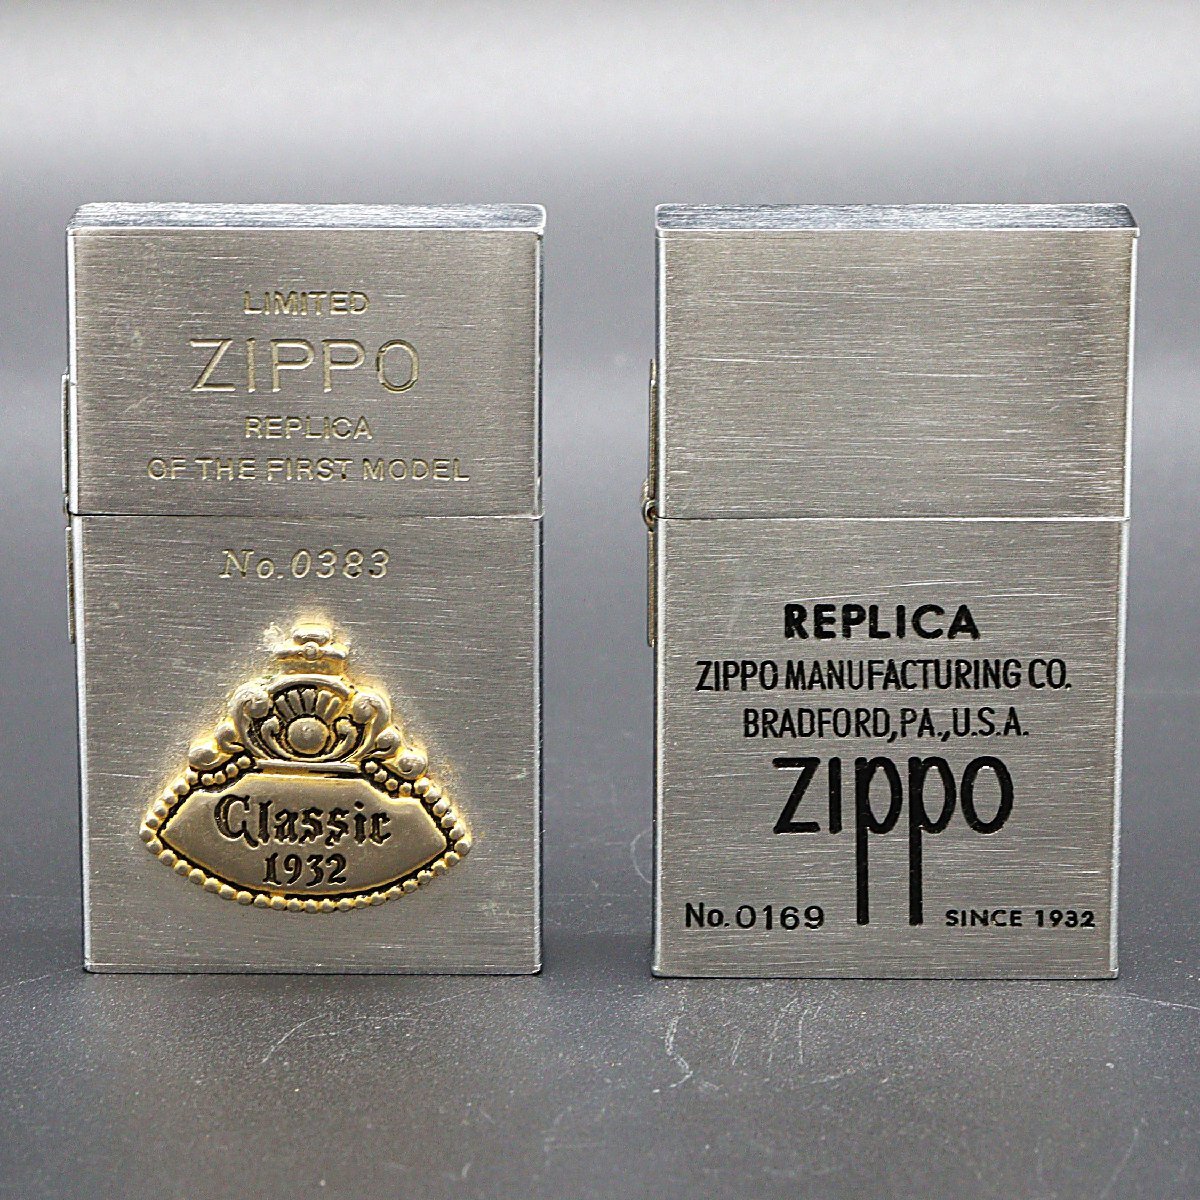 LIMITED
ZIPPO
REPLICA
OF THE FIRST MODEL
No.0383
Classic
1932
REPLICA
ZIPPO MANUFACTURING CO.
BRADFORD, PA., U.S.A.
zippo
No. 0169
SINCE 1932